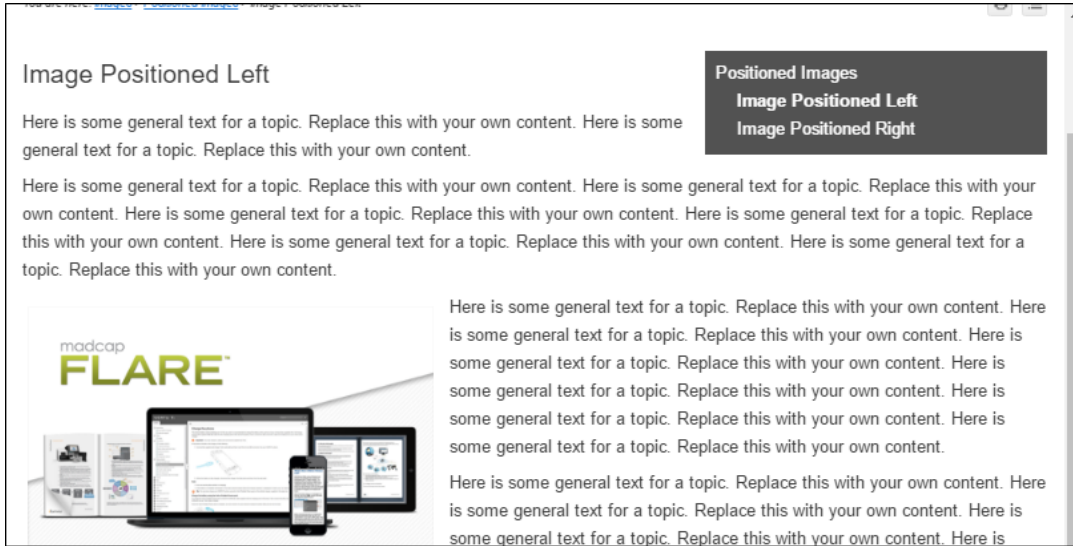 You are here: Images > Positioned Images > Image Positioned Left
Image Positioned Left
Positioned Images
Image Positioned Left
Image Positioned Right
Here is some general text for a topic. Replace this with your own content. Here is some
general text for a topic. Replace this with your own content.
Here is some general text for a topic. Replace this with your own content. Here is some general text for a topic. Replace this with your
own content. Here is some general text for a topic. Replace this with your own content. Here is some general text for a topic. Replace
this with your own content. Here is some general text for a topic. Replace this with your own content. Here is some general text for a
topic. Replace this with your own content.
madcap
FLARE™
Here is some general text for a topic. Replace this with your own content. Here
is some general text for a topic. Replace this with your own content. Here is
some general text for a topic. Replace this with your own content. Here is
some general text for a topic. Replace this with your own content. Here is
some general text for a topic. Replace this with your own content. Here is
some general text for a topic. Replace this with your own content.
Here is some general text for a topic. Replace this with your own content. Here
is some general text for a topic. Replace this with your own content. Here is
some general text for a topic. Replace this with your own content. Here is